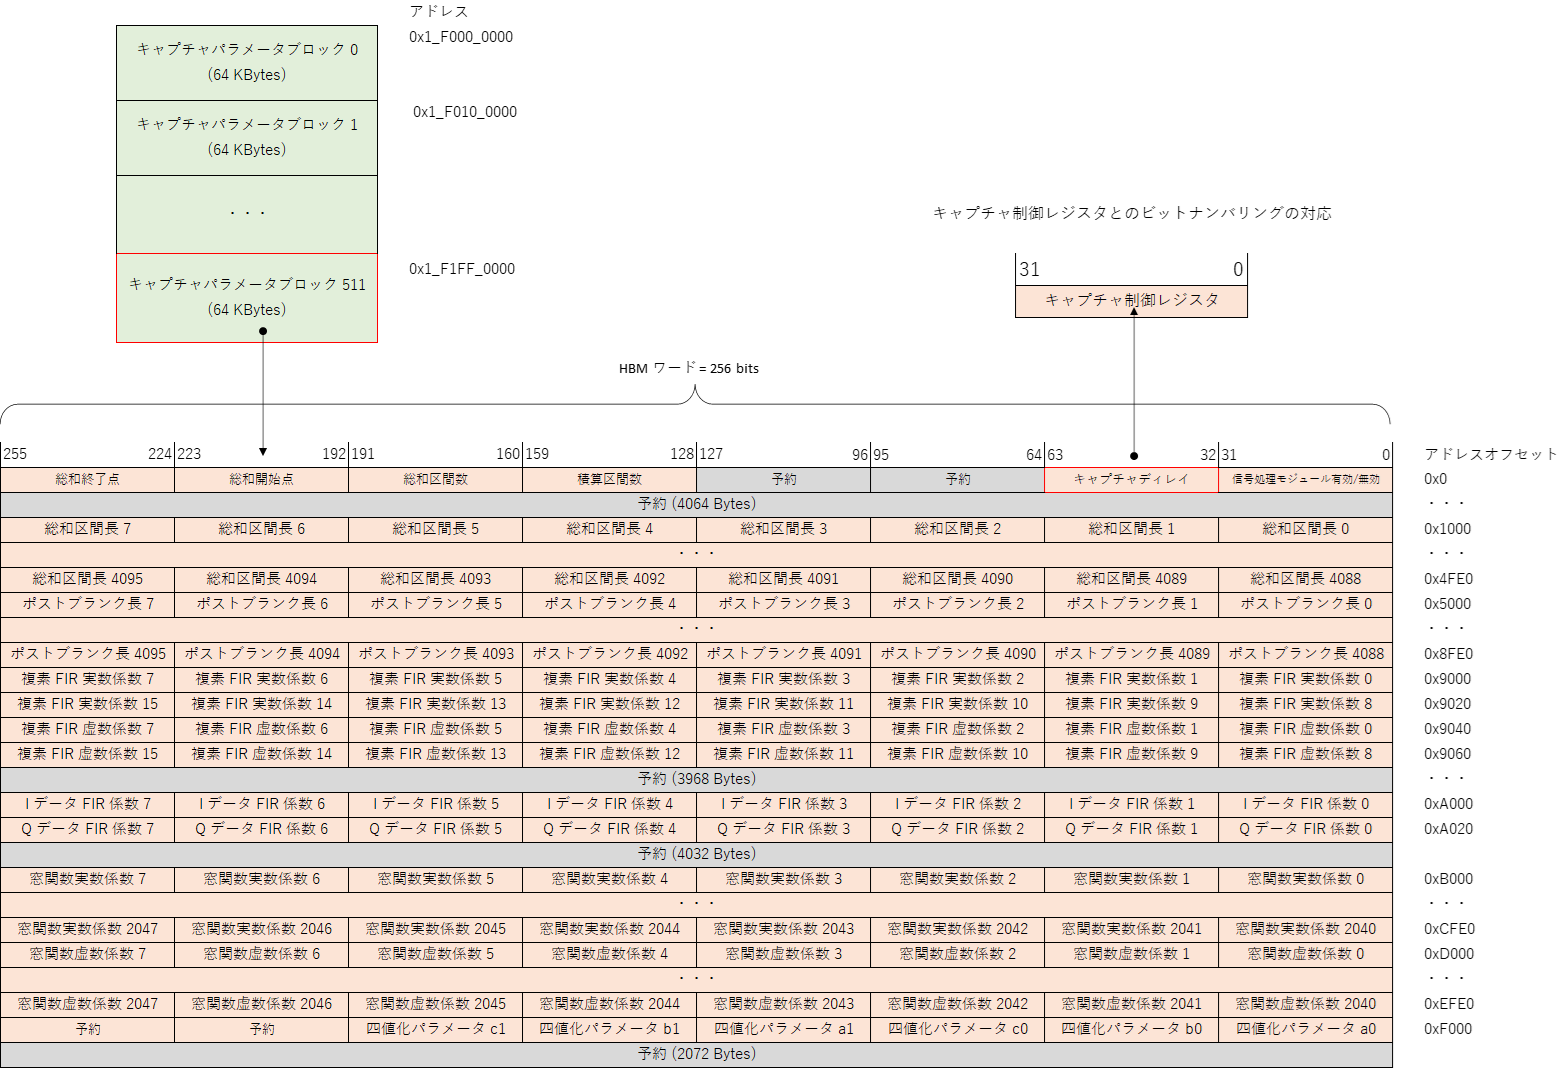 アドレス
キャプチャパラメータブロック 0
(64 KBytes)
0x1_F000_0000
キャプチャパラメータブロック 1
(64 KBytes)
0x1_F010_0000
・・・
キャプチャパラメータブロック 511
(64 KBytes)
0x1_F1FF_0000
キャプチャ制御レジスタとのビットナンバリングの対応
31 0
キャプチャ制御レジスタ
HBM ワード = 256 bits
255 224 223 192 191 160 159 128 127 96 95 64 63 32 31 0 アドレスオフセット
総和終了点 総和開始点 総和区間数 積算区間数 予約 予約 キャプチャディレイ 信号処理モジュール有効/無効 0x0
予約 (4064 Bytes) ・・・
総和区間長 7 総和区間長 6 総和区間長 5 総和区間長 4 総和区間長 3 総和区間長 2 総和区間長 1 総和区間長 0 0x1000
・・・ ・・・
総和区間長 4095 総和区間長 4094 総和区間長 4093 総和区間長 4092 総和区間長 4091 総和区間長 4090 総和区間長 4089 総和区間長 4088 0x4FE0
ポストブランク長 7 ポストブランク長 6 ポストブランク長 5 ポストブランク長 4 ポストブランク長 3 ポストブランク長 2 ポストブランク長 1 ポストブランク長 0 0x5000
・・・ ・・・
ポストブランク長 4095 ポストブランク長 4094 ポストブランク長 4093 ポストブランク長 4092 ポストブランク長 4091 ポストブランク長 4090 ポストブランク長 4089 ポストブランク長 4088 0x8FE0
複素 FIR 実数係数 7 複素 FIR 実数係数 6 複素 FIR 実数係数 5 複素 FIR 実数係数 4 複素 FIR 実数係数 3 複素 FIR 実数係数 2 複素 FIR 実数係数 1 複素 FIR 実数係数 0 0x9000
複素 FIR 実数係数 15 複素 FIR 実数係数 14 複素 FIR 実数係数 13 複素 FIR 実数係数 12 複素 FIR 実数係数 11 複素 FIR 実数係数 10 複素 FIR 実数係数 9 複素 FIR 実数係数 8 0x9020
複素 FIR 虚数係数 7 複素 FIR 虚数係数 6 複素 FIR 虚数係数 5 複素 FIR 虚数係数 4 複素 FIR 虚数係数 3 複素 FIR 虚数係数 2 複素 FIR 虚数係数 1 複素 FIR 虚数係数 0 0x9040
複素 FIR 虚数係数 15 複素 FIR 虚数係数 14 複素 FIR 虚数係数 13 複素 FIR 虚数係数 12 複素 FIR 虚数係数 11 複素 FIR 虚数係数 10 複素 FIR 虚数係数 9 複素 FIR 虚数係数 8 0x9060
予約 (3968 Bytes) ・・・
I データ FIR 係数 7 I データ FIR 係数 6 I データ FIR 係数 5 I データ FIR 係数 4 I データ FIR 係数 3 I データ FIR 係数 2 I データ FIR 係数 1 I データ FIR 係数 0 0xA000
Q データ FIR 係数 7 Q データ FIR 係数 6 Q データ FIR 係数 5 Q データ FIR 係数 4 Q データ FIR 係数 3 Q データ FIR 係数 2 Q データ FIR 係数 1 Q データ FIR 係数 0 0xA020
予約 (4032 Bytes)
窓関数実数係数 7 窓関数実数係数 6 窓関数実数係数 5 窓関数実数係数 4 窓関数実数係数 3 窓関数実数係数 2 窓関数実数係数 1 窓関数実数係数 0 0xB000
・・・ ・・・
窓関数実数係数 2047 窓関数実数係数 2046 窓関数実数係数 2045 窓関数実数係数 2044 窓関数実数係数 2043 窓関数実数係数 2042 窓関数実数係数 2041 窓関数実数係数 2040 0xCFE0
窓関数虚数係数 7 窓関数虚数係数 6 窓関数虚数係数 5 窓関数虚数係数 4 窓関数虚数係数 3 窓関数虚数係数 2 窓関数虚数係数 1 窓関数虚数係数 0 0xD000
・・・ ・・・
窓関数虚数係数 2047 窓関数虚数係数 2046 窓関数虚数係数 2045 窓関数虚数係数 2044 窓関数虚数係数 2043 窓関数虚数係数 2042 窓関数虚数係数 2041 窓関数虚数係数 2040 0xEFE0
予約 予約 四値化パラメータ c1 四値化パラメータ b1 四値化パラメータ a1 四値化パラメータ c0 四値化パラメータ b0 四値化パラメータ a0 0xF000
予約 (2072 Bytes)